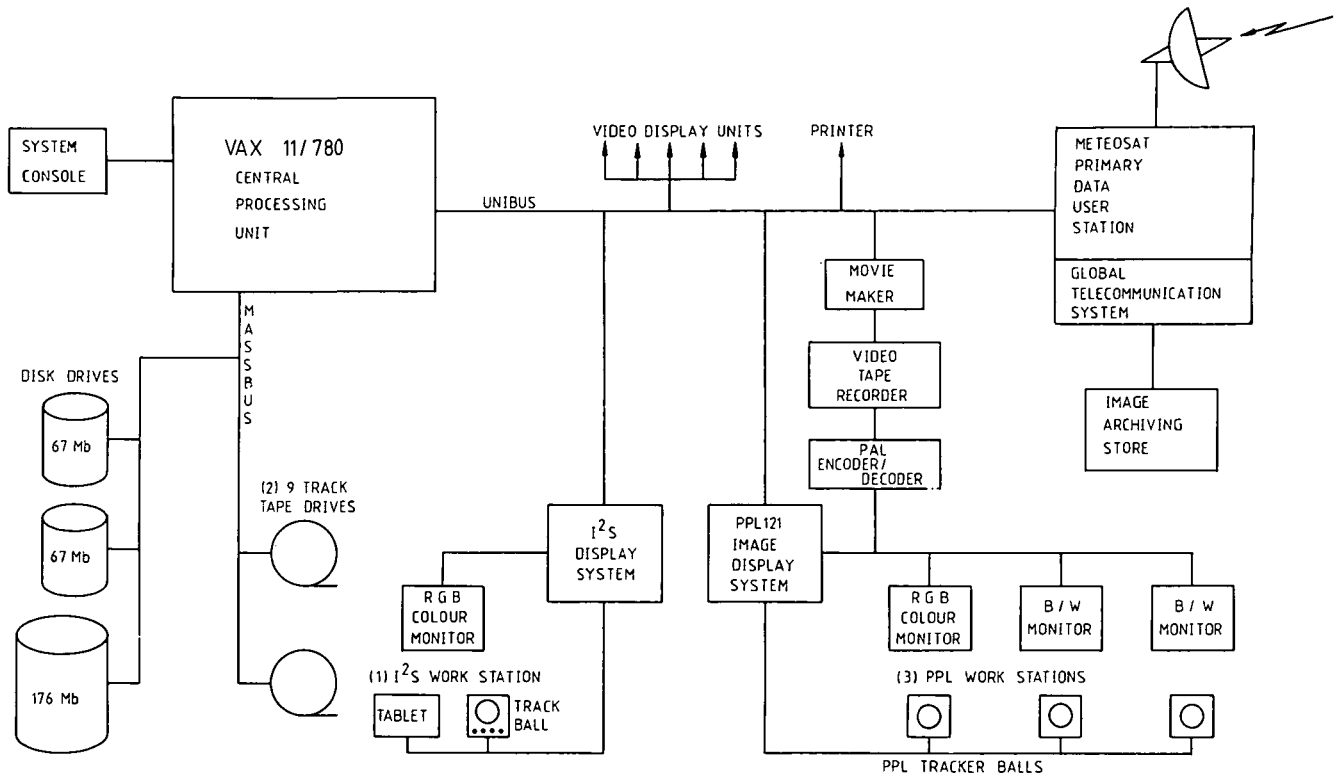 SYSTEM
CONSOLE
VAX 11/780
CENTRAL
PROCESSING
UNIT
UNIBUS
VIDEO DISPLAY UNITS
PRINTER
METEOSAT
PRIMARY
DATA
USER
STATION
GLOBAL
TELECOMMUNICATION
SYSTEM
IMAGE
ARCHIVING
STORE
MOVIE
MAKER
VIDEO
TAPE
RECORDER
PAL
ENCODER/
DECODER
MASSBUS
DISK DRIVES
67 Mb
67 Mb
176 Mb
(2) 9 TRACK
TAPE DRIVES
I²S
DISPLAY
SYSTEM
RGB
COLOUR
MONITOR
(1) I²S WORK STATION
TABLET
TRACK
BALL
PPL121
IMAGE
DISPLAY
SYSTEM
RGB
COLOUR
MONITOR
B/W
MONITOR
B/W
MONITOR
(3) PPL WORK STATIONS
PPL TRACKER BALLS